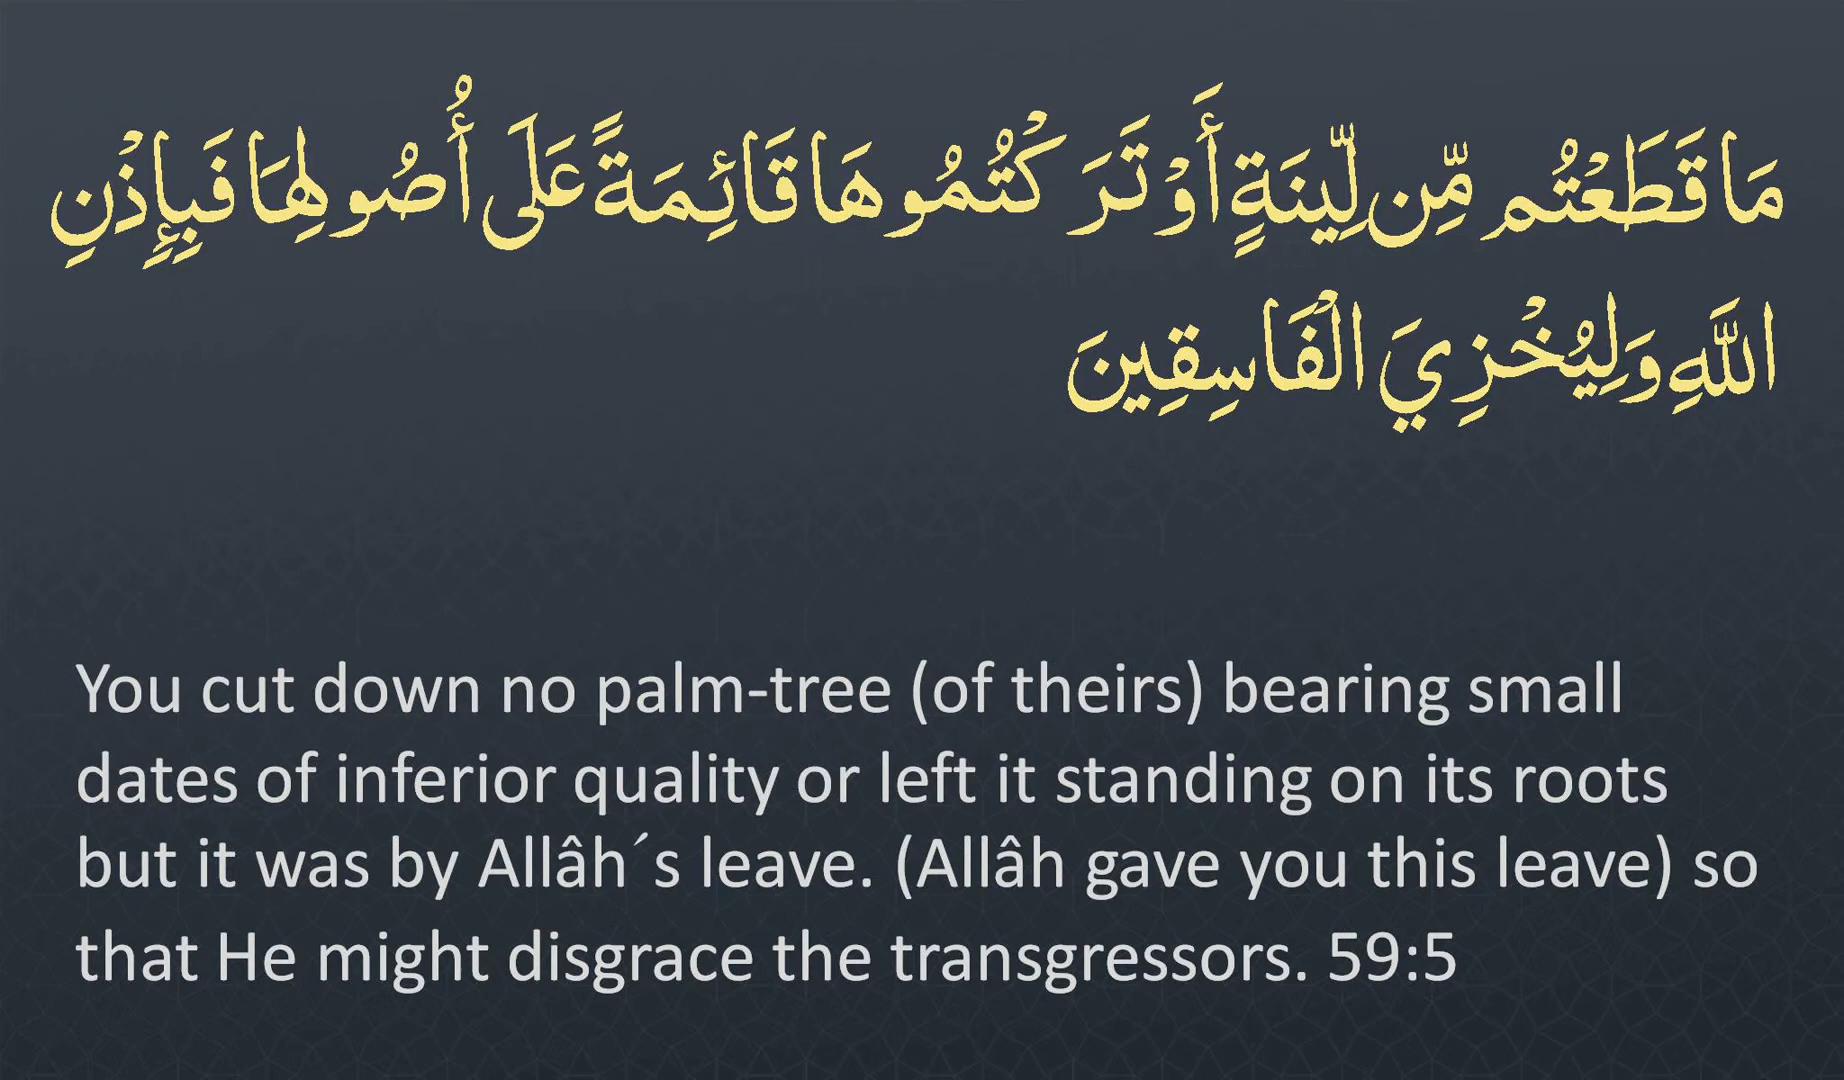 مَا قَطَعْتُم مِّن لِّينَةٍ أَوْ تَرَكْتُمُوهَا قَائِمَةً عَلَى أُصُولِهَا فَبِإِذْنِ
اللَّهِ وَلِيُخْزِيَ الْفَاسِقِينَ
You cut down no palm-tree (of theirs) bearing small
dates of inferior quality or left it standing on its roots
but it was by Allâh´s leave. (Allâh gave you this leave) so
that He might disgrace the transgressors. 59:5